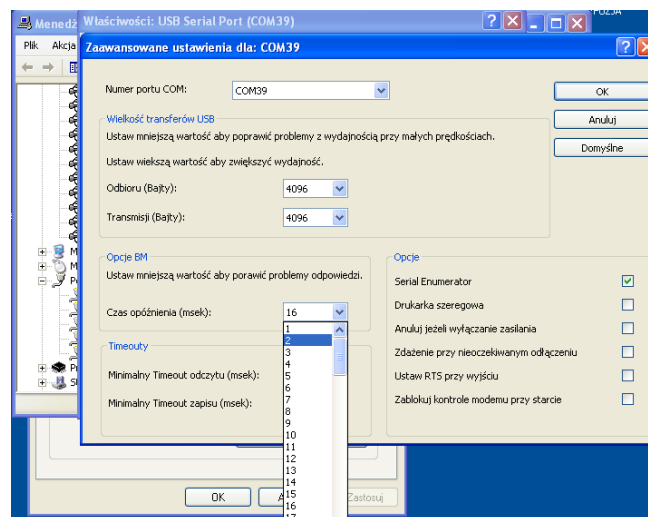 POZJA
Menedż
Właściwości: USB Serial Port (COM39)
Plik Akcja
Zaawansowane ustawienia dla: COM39
Numer portu COM:
COM39
OK
Anuluj
Domyślne
Wielkość transferów USB
Ustaw mniejszą wartość aby poprawić problemy z wydajnością przy małych prędkościach.
Ustaw wiekszą wartość aby zwiększyć wydajność.
Odbioru (Bajty):
4096
Transmisji (Bajty):
4096
Opcje BM
Ustaw mniejszą wartość aby porawić problemy odpowiedzi.
Czas opóźnienia (msek):
16
1
2
3
4
5
6
7
8
9
10
11
12
13
14
15
16
17
Timeouty
Minimalny Timeout odczytu (msek):
Minimalny Timeout zapisu (msek):
Opcje
Serial Enumerator
Drukarka szeregowa
Anuluj jeżeli wyłączanie zasilania
Zdażenie przy nieoczekiwanym odłączeniu
Ustaw RTS przy wyjściu
Zablokuj kontrole modemu przy starcie
M
M
P
P
St
OK
A
Zastosuj